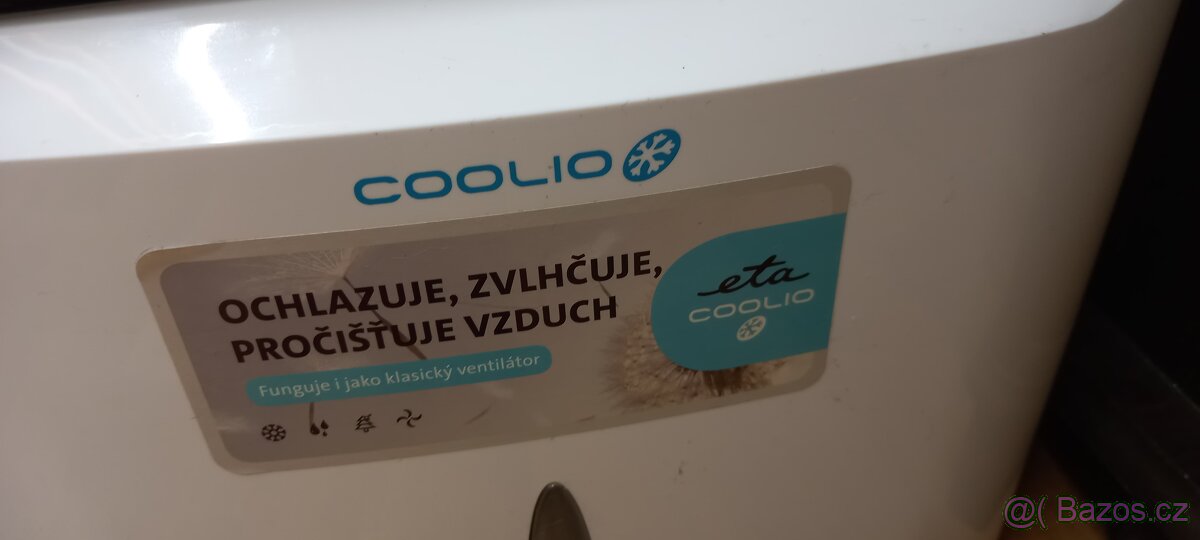 COOLIO
OCHLAZUJE, ZVLHČUJE,
PROČIŠŤUJE VZDUCH
Funguje i jako klasický ventilátor
eta
COOLIO
@( Bazos.cz